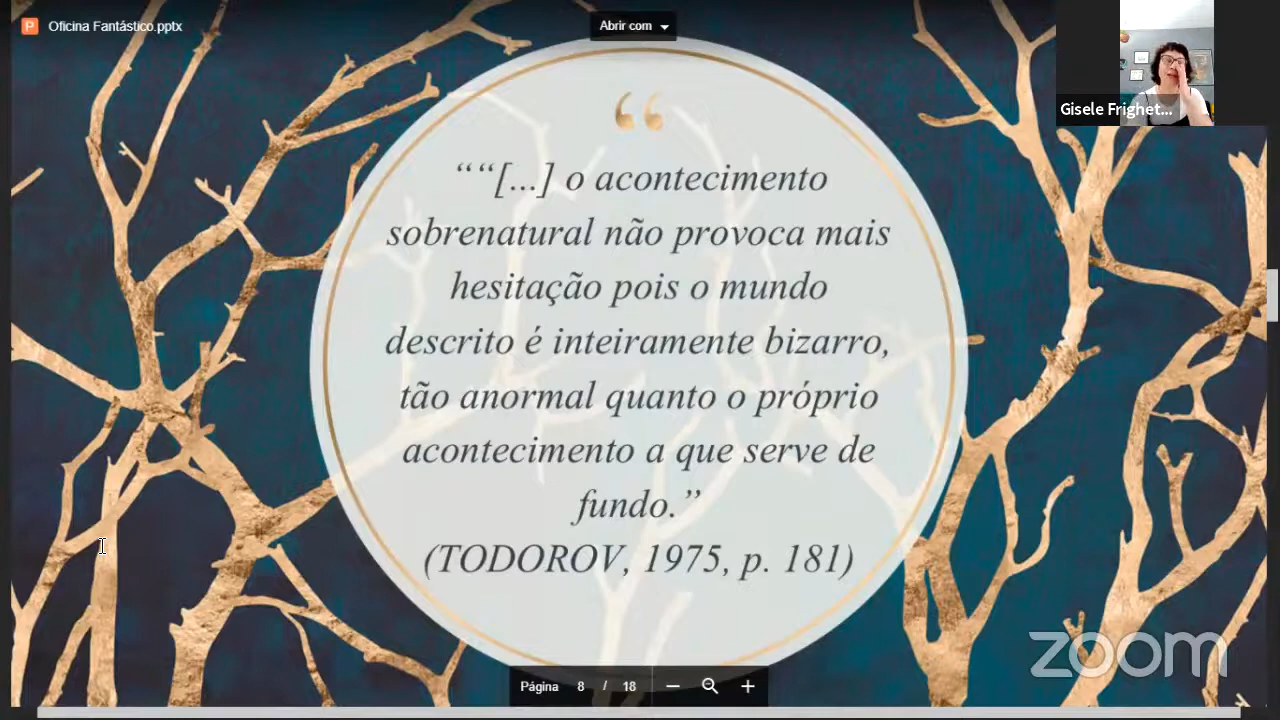 P
Oficina Fantástico.pptx
Abrir com
Gisele Frighet...
““
““[...] o acontecimento
sobrenatural não provoca mais
hesitação pois o mundo
descrito é inteiramente bizarro,
tão anormal quanto o próprio
acontecimento a que serve de
fundo.”
(TODOROV, 1975, p. 181)
zoom
Página 8 / 18